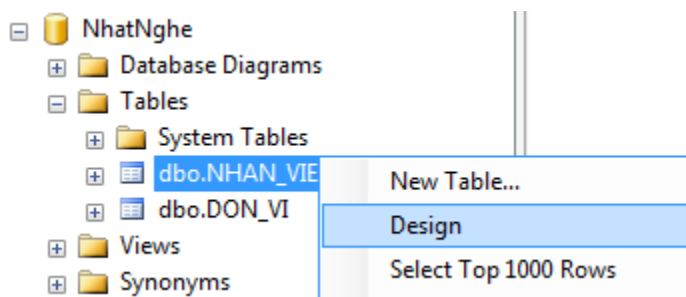 NhatNghe
Database Diagrams
Tables
System Tables
dbo.NHAN_VIE
New Table...
dbo.DON_VI
Design
Views
Select Top 1000 Rows
Synonyms